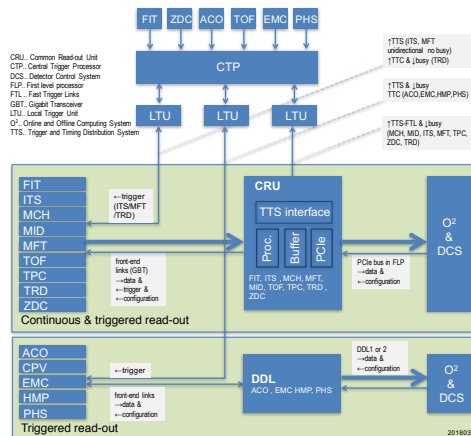 FIT ZDC ACO TOF EMC PHS
CRU.. Common Read-out Unit
CTP.. Central Trigger Processor
DCS.. Detector Control System
FLP.. First level processor
FTL .. Fast Trigger Links
GBT.. Gigabit Transceiver
LTU.. Local Trigger Unit
O².. Online and Offline Computing System
TTS.. Trigger and Timing Distribution System
CTP
LTU LTU LTU
↑TTS (ITS, MFT
unidirectional no busy)
↑TTC & ↓busy (TRD)
↑TTS & ↓busy
TTC (ACO,EMC,HMP,PHS)
↑TTS-FTL & ↓busy
(MCH, MID, ITS, MFT, TPC,
ZDC, TRD)
FIT
ITS
MCH
MID
MFT
TOF
TPC
TRD
ZDC
←trigger
(ITS/MFT
/TRD)
front-end
links (GBT)
→data &
←trigger &
←configuration
CRU
TTS interface
Proc.
Buffer
PCIe
FIT, ITS , MCH, MFT,
MID, TOF, TPC, TRD ,
ZDC
PCIe bus in FLP
→data &
←configuration
O²
& DCS
Continuous & triggered read-out
ACO
CPV
EMC
HMP
PHS
←trigger
front-end links
→data &
←configuration
DDL
ACO , EMC HMP, PHS
DDL1 or 2
→data &
←configuration
O²
& DCS
Triggered read-out
201803